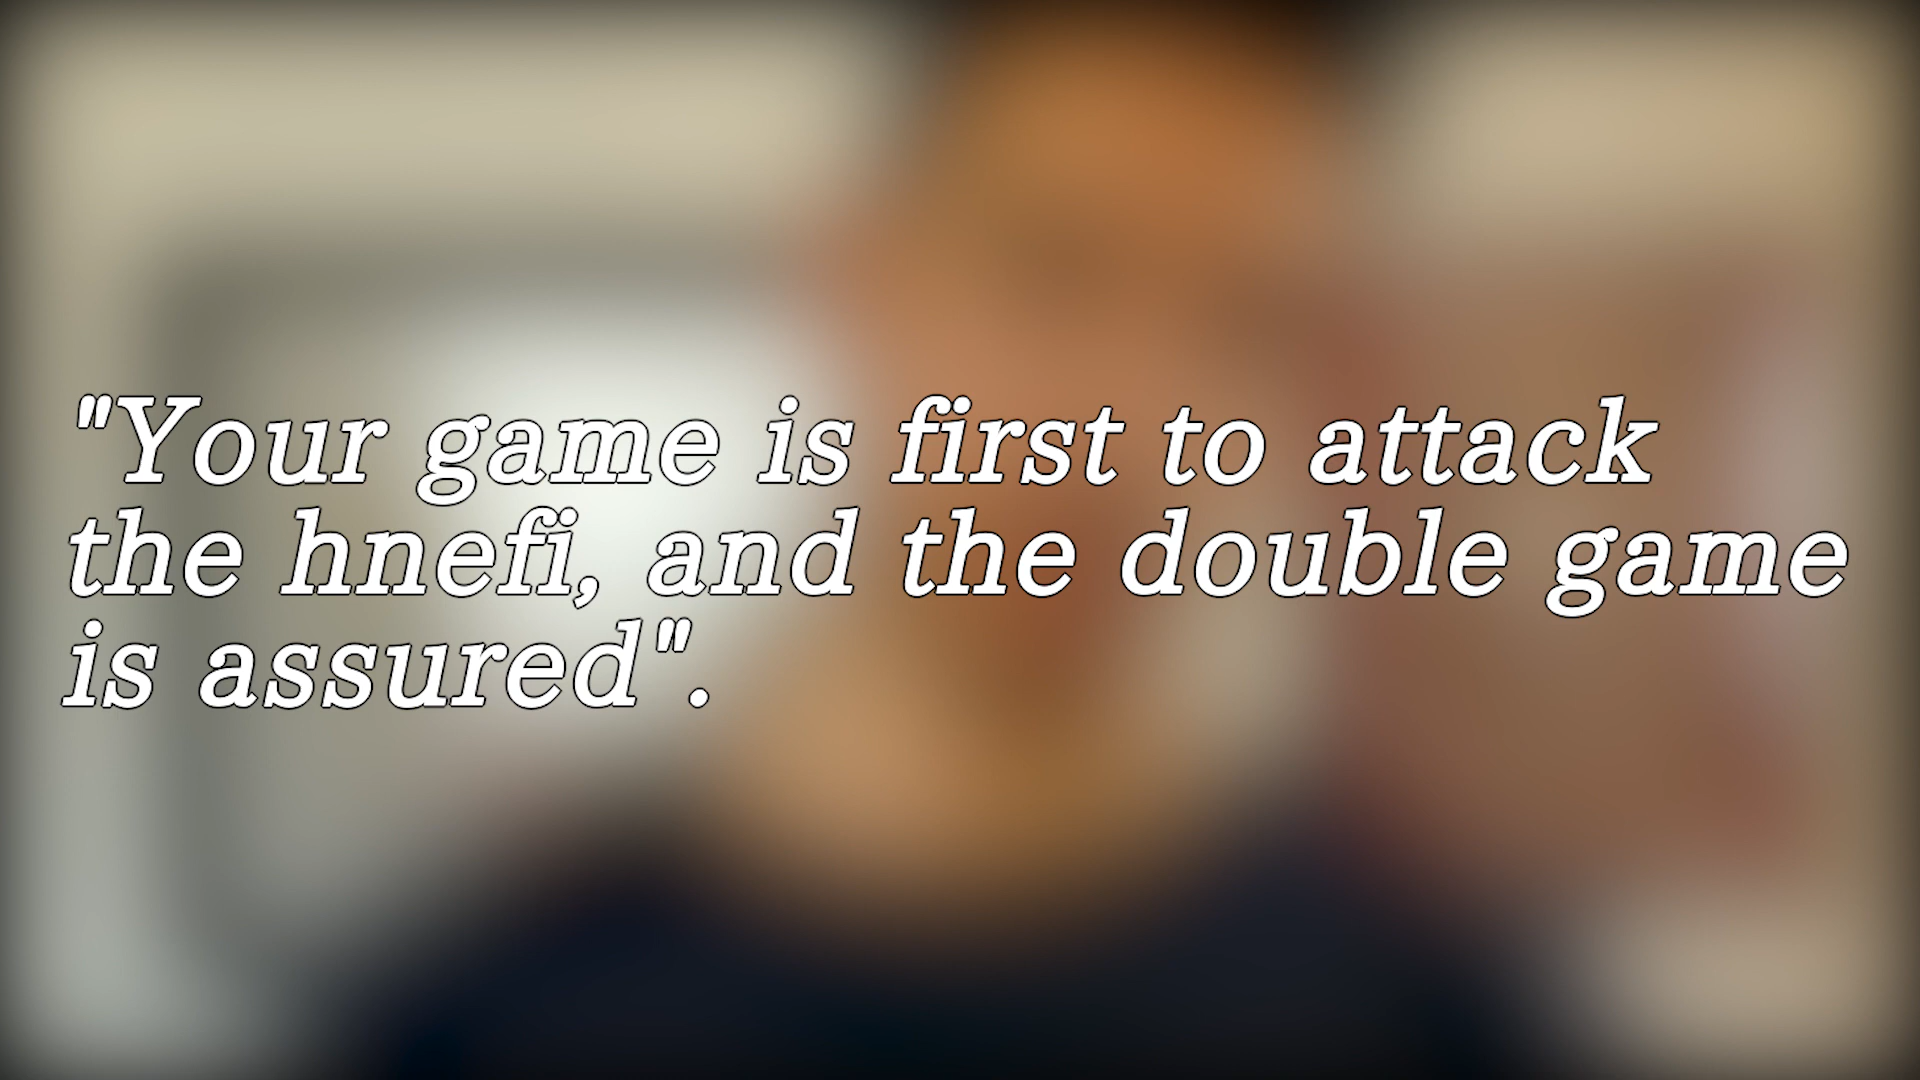 "Your game is first to attack
the hnefi, and the double game
is assured".